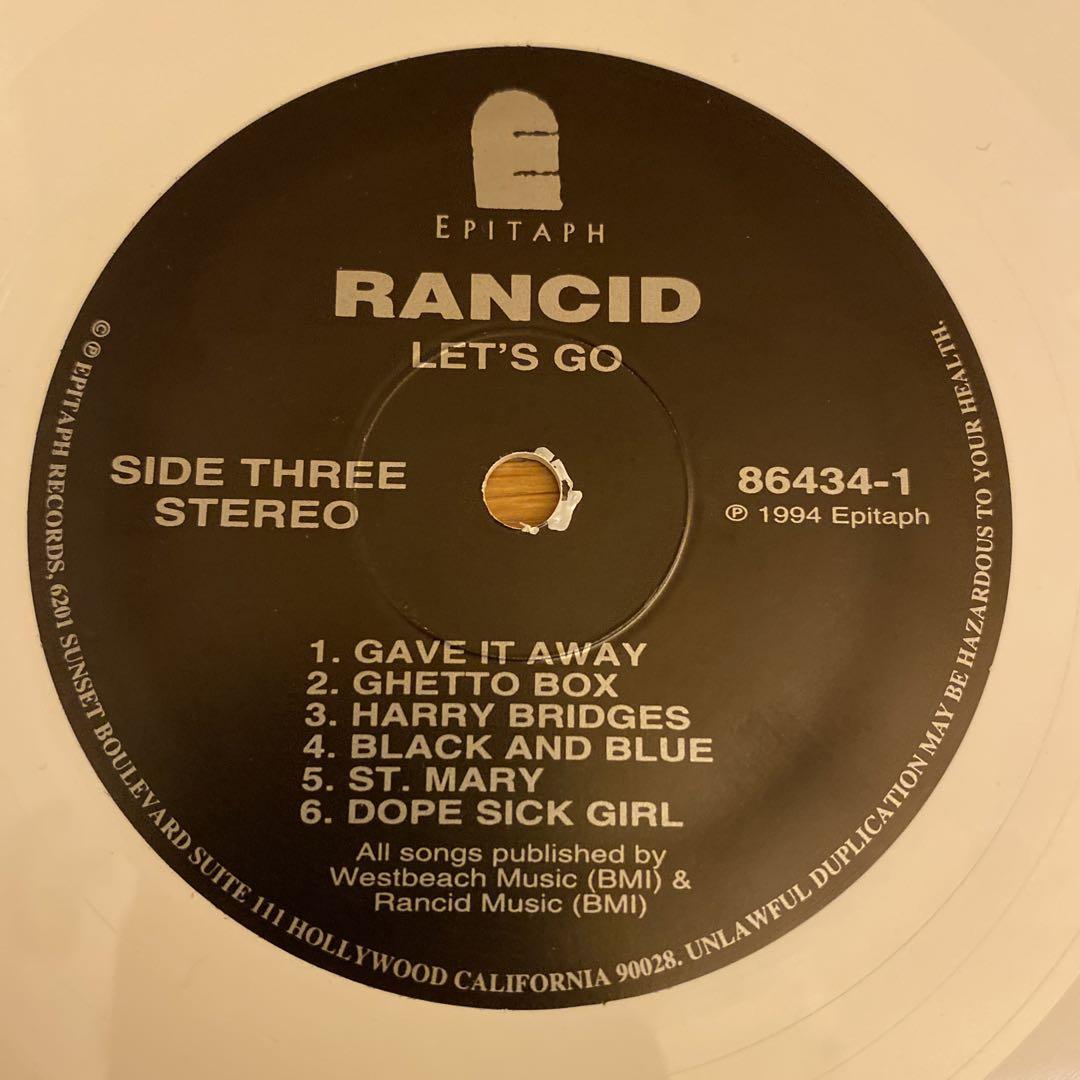 EPITAPH
RANCID
LET'S GO
SIDE THREE
STEREO
86434-1
℗ 1994 Epitaph
1. GAVE IT AWAY
2. GHETTO BOX
3. HARRY BRIDGES
4. BLACK AND BLUE
5. ST. MARY
6. DOPE SICK GIRL
All songs published by
Westbeach Music (BMI) &
Rancid Music (BMI)
© ℗ EPITAPH RECORDS, 6201 SUNSET BOULEVARD SUITE 111 HOLLYWOOD CALIFORNIA 90028. UNLAWFUL DUPLICATION MAY BE HAZARDOUS TO YOUR HEALTH.